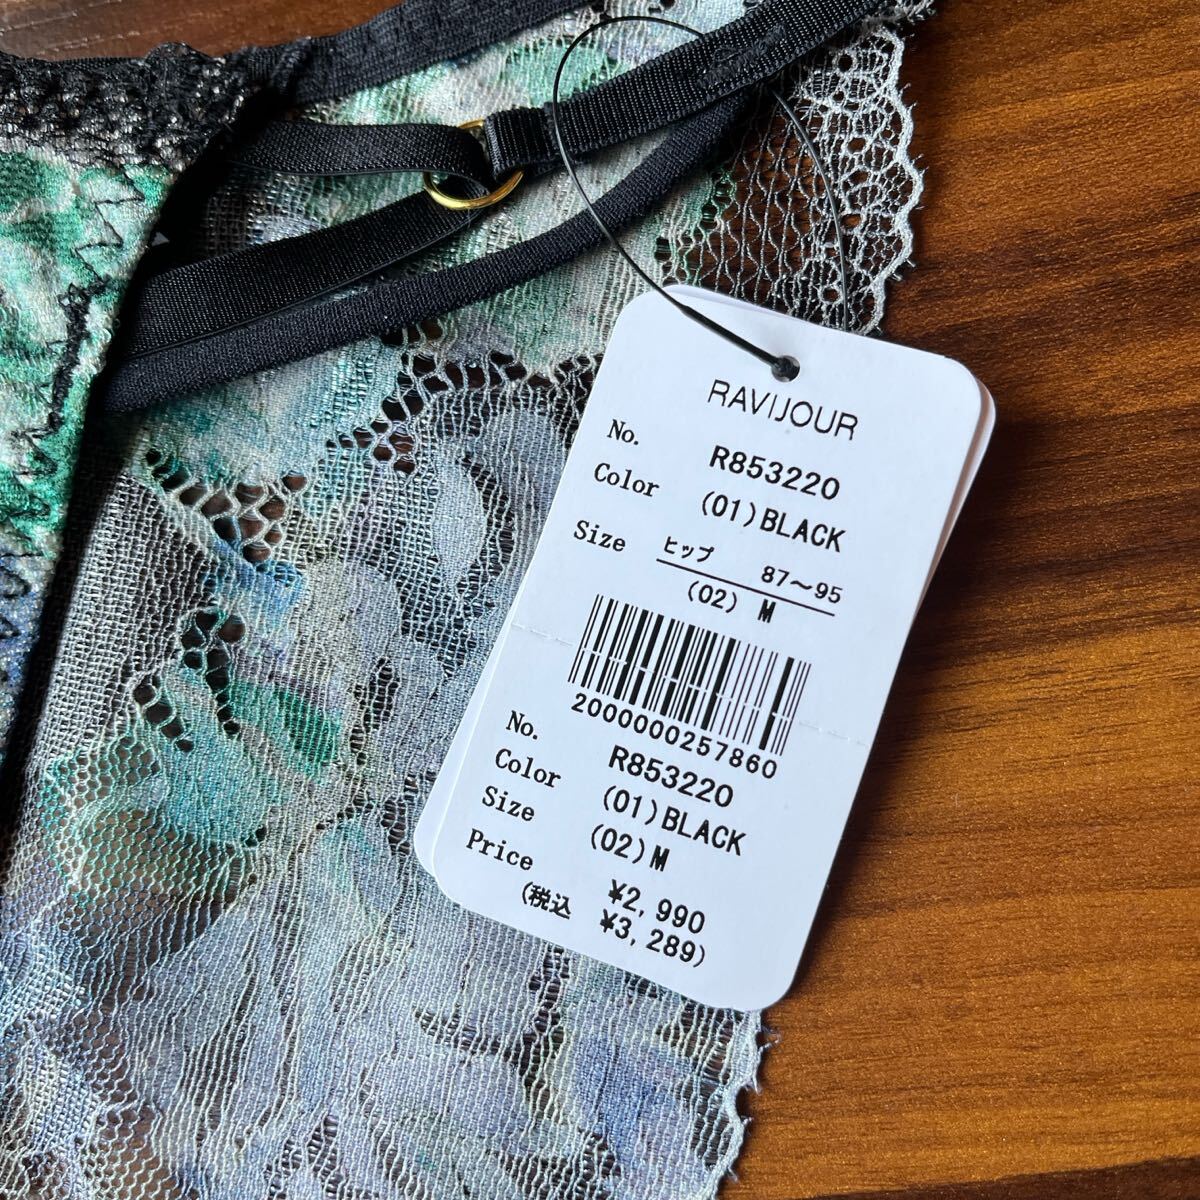 RAVIJOUR
No. R853220
Color (01)BLACK
Size ヒップ 87～95
(02) M
2000000257860
No. R853220
Color (01)BLACK
Size (02)M
Price ¥2,990
(税込 ¥3,289)